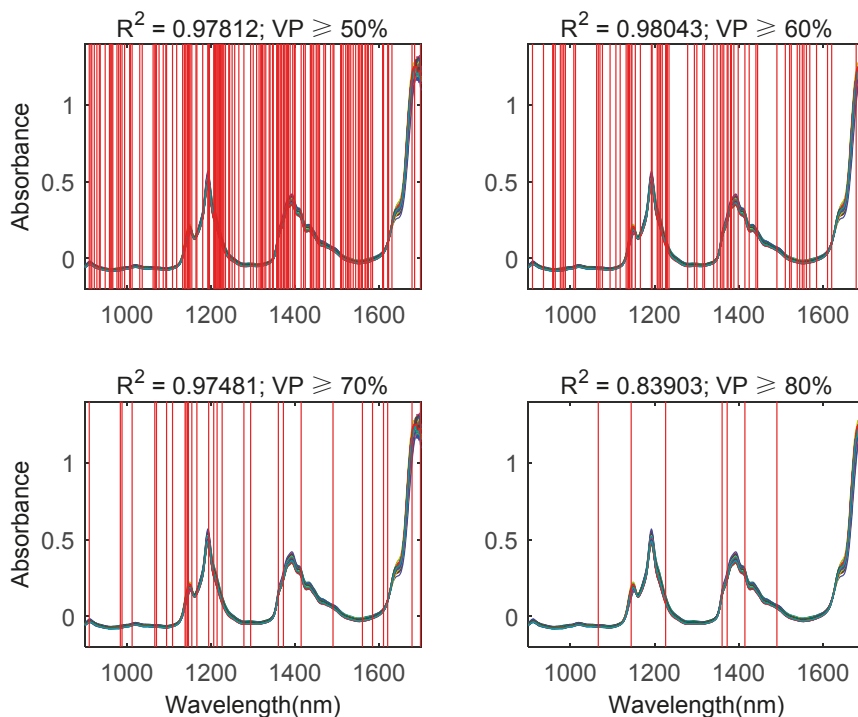 R² = 0.97812; VP ⩾ 50%
R² = 0.98043; VP ⩾ 60%
Absorbance
1
0.5
0
1000 1200 1400 1600
1
0.5
0
1000 1200 1400 1600
R² = 0.97481; VP ⩾ 70%
R² = 0.83903; VP ⩾ 80%
Absorbance
1
0.5
0
1000 1200 1400 1600
Wavelength(nm)
1
0.5
0
1000 1200 1400 1600
Wavelength(nm)